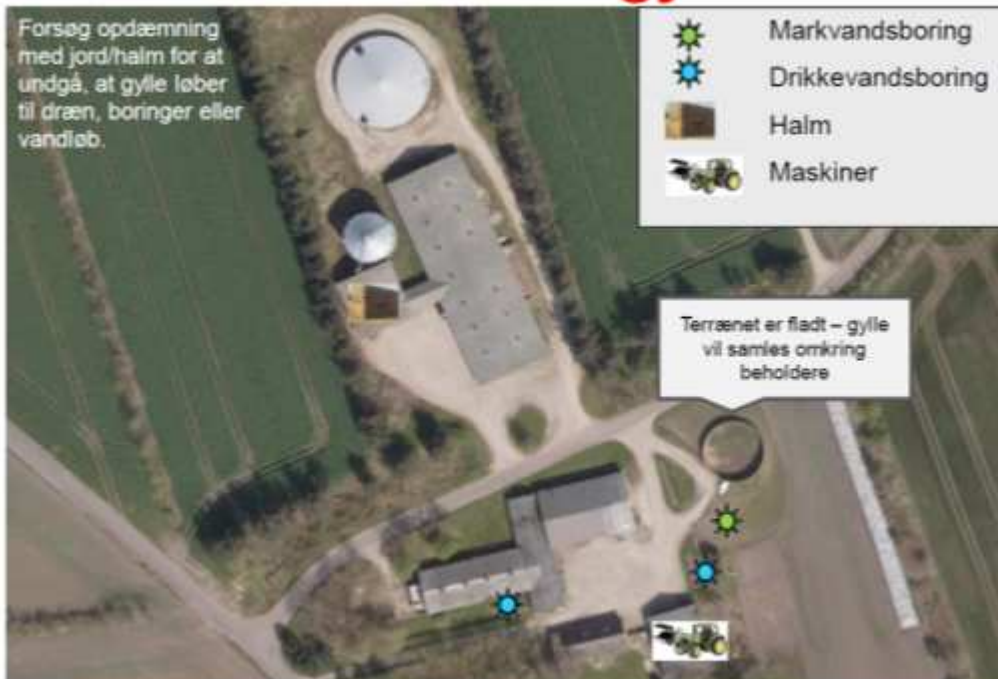 Forsøg opdæmning
med jord/halm for at
undgå, at gylle løber
til dræn, boringer eller
vandløb.
Markvandsboring
Drikkevandsboring
Halm
Maskiner
Terrænet er fladt – gylle
vil samles omkring
beholdere